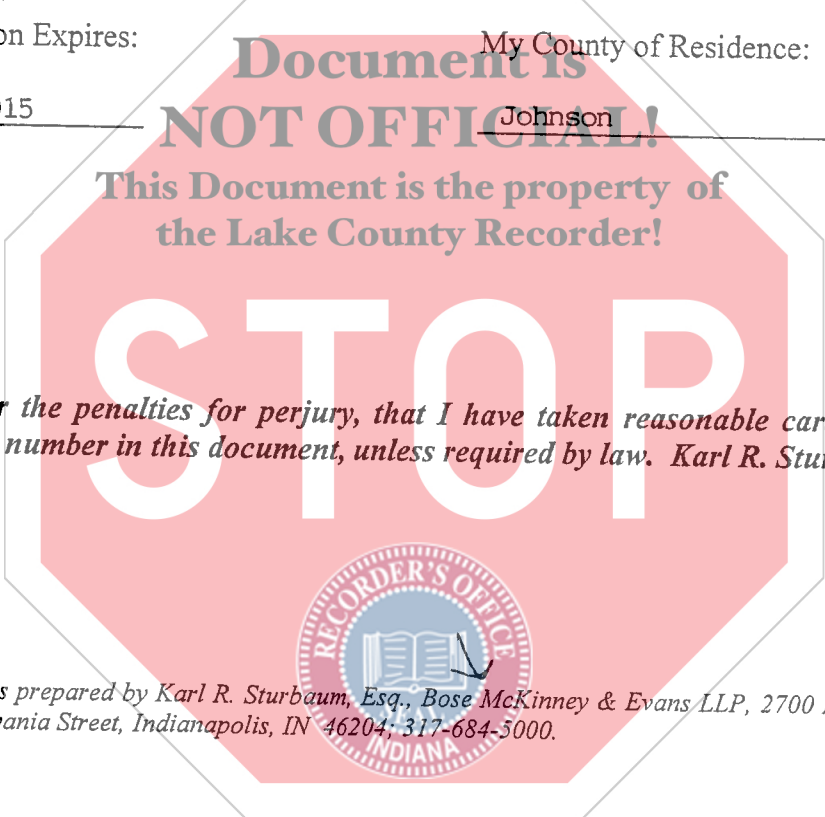 on Expires:
My County of Residence:
Document is
015
Johnson
NOT OFFICIAL!
This Document is the property of
the Lake County Recorder!
STOP
r the penalties for perjury, that I have taken reasonable car
number in this document, unless required by law. Karl R. Stur
RECORDER'S OFFICE
s prepared by Karl R. Sturbaum, Esq., Bose McKinney & Evans LLP, 2700
vania Street, Indianapolis, IN 46204; 317-684-5000.
INDIANA